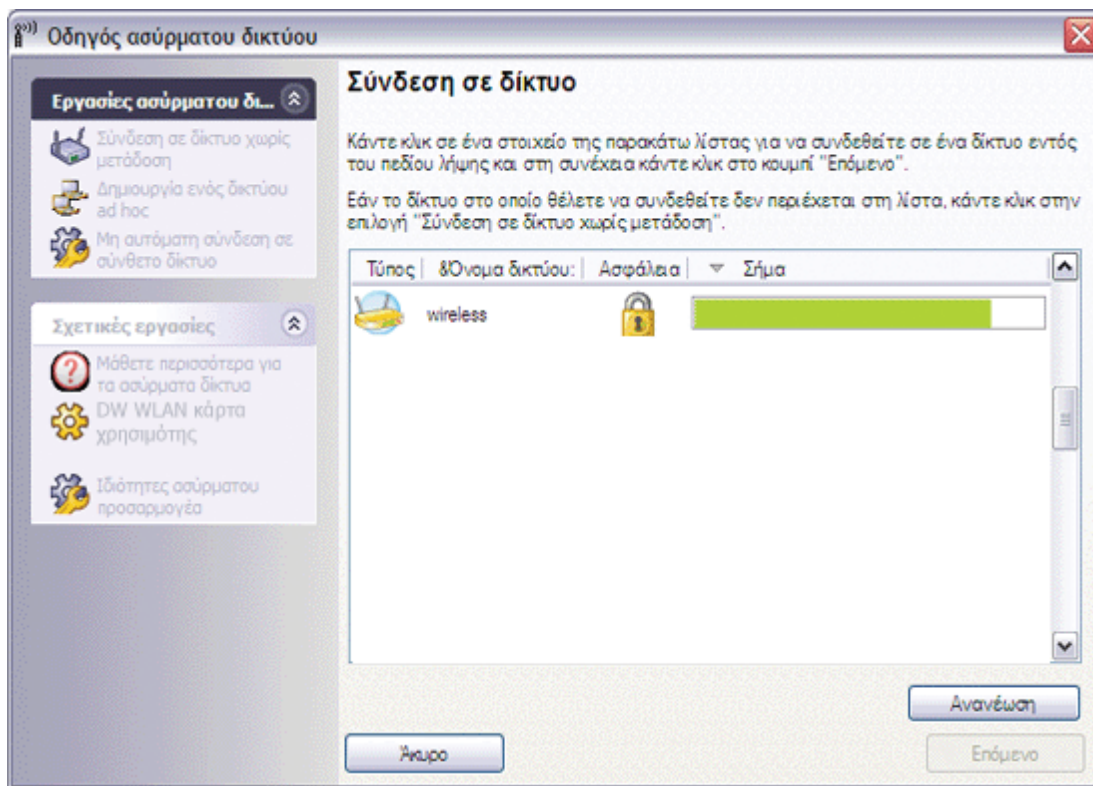 Οδηγός ασύρματου δικτύου
Εργασίες ασύρματου δι...
Σύνδεση σε δίκτυο χωρίς
μετάδοση
Δημιουργία ενός δικτύου
ad hoc
Μη αυτόματη σύνδεση σε
σύνθετο δίκτυο
Σχετικές εργασίες
Μάθετε περισσότερα για
τα ασύρματα δίκτυα
DW WLAN κάρτα
χρησιμότης
Ιδιότητες ασύρματου
προσαρμογέα
Σύνδεση σε δίκτυο
Κάντε κλικ σε ένα στοιχείο της παρακάτω λίστας για να συνδεθείτε σε ένα δίκτυο εντός
του πεδίου λήψης και στη συνέχεια κάντε κλικ στο κουμπί "Επόμενο".
Εάν το δίκτυο στο οποίο θέλετε να συνδεθείτε δεν περιέχεται στη λίστα, κάντε κλικ στην
επιλογή "Σύνδεση σε δίκτυο χωρίς μετάδοση".
Τύπος &Όνομα δικτύου: Ασφάλεια Σήμα
wireless
Ανανέωση
Άκυρο Επόμενο